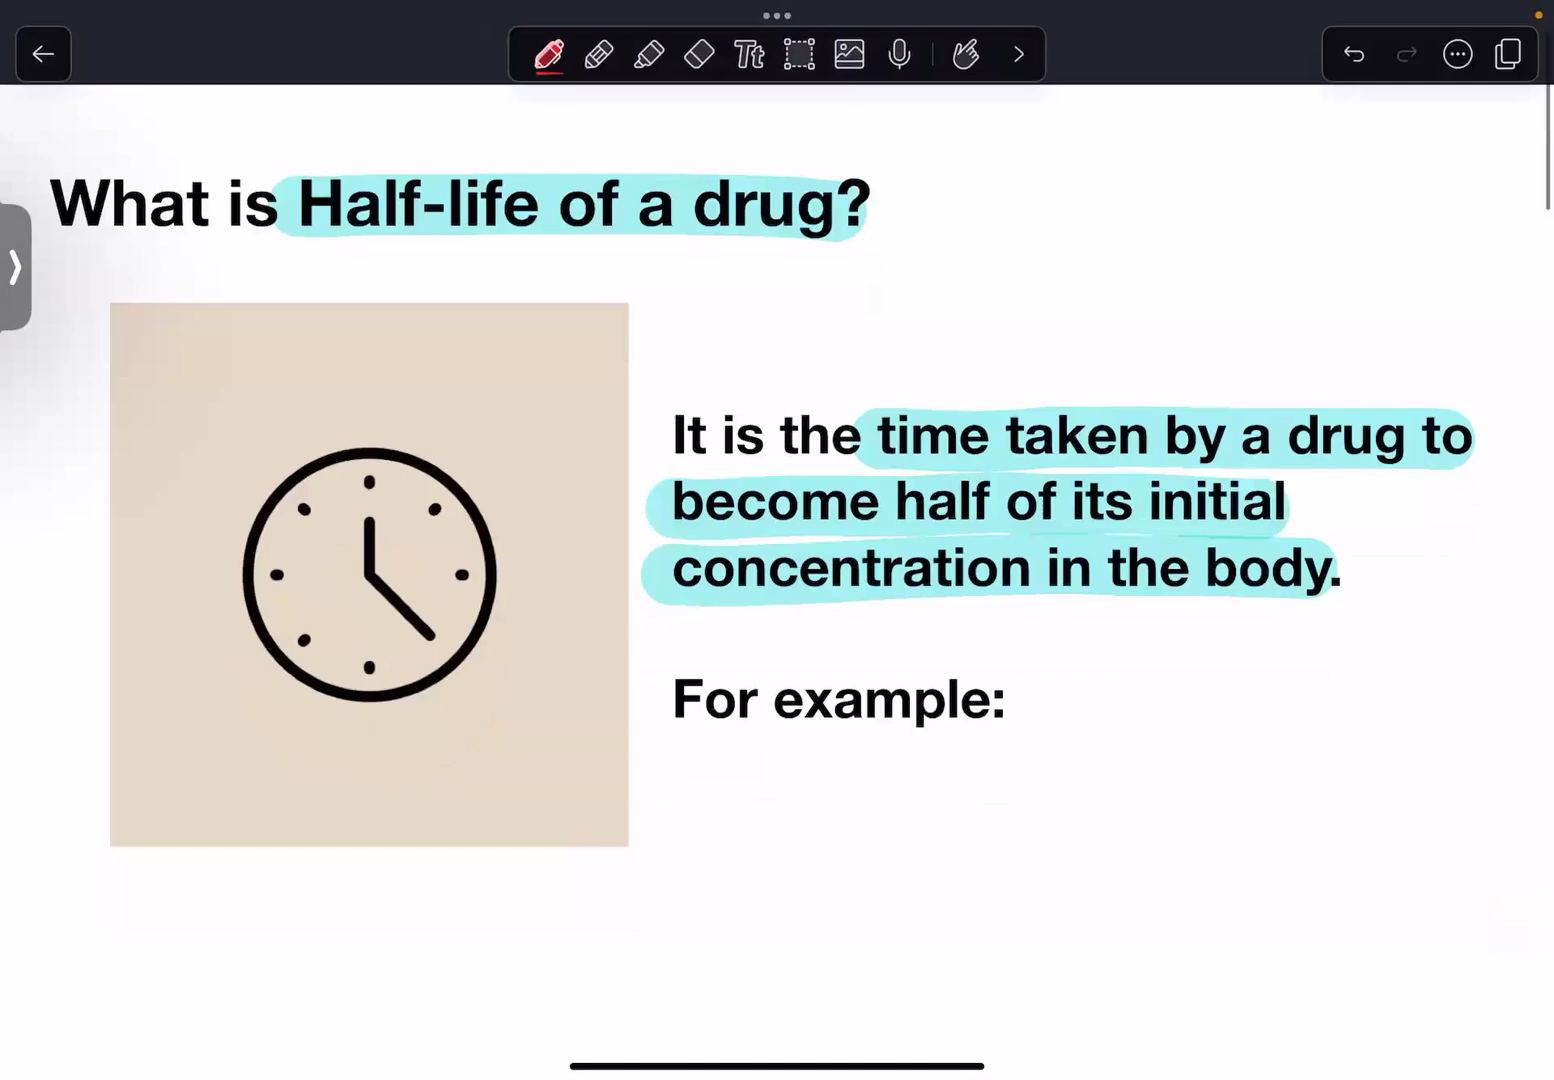 Tt
What is Half-life of a drug?
It is the time taken by a drug to
become half of its initial
concentration in the body.
For example: